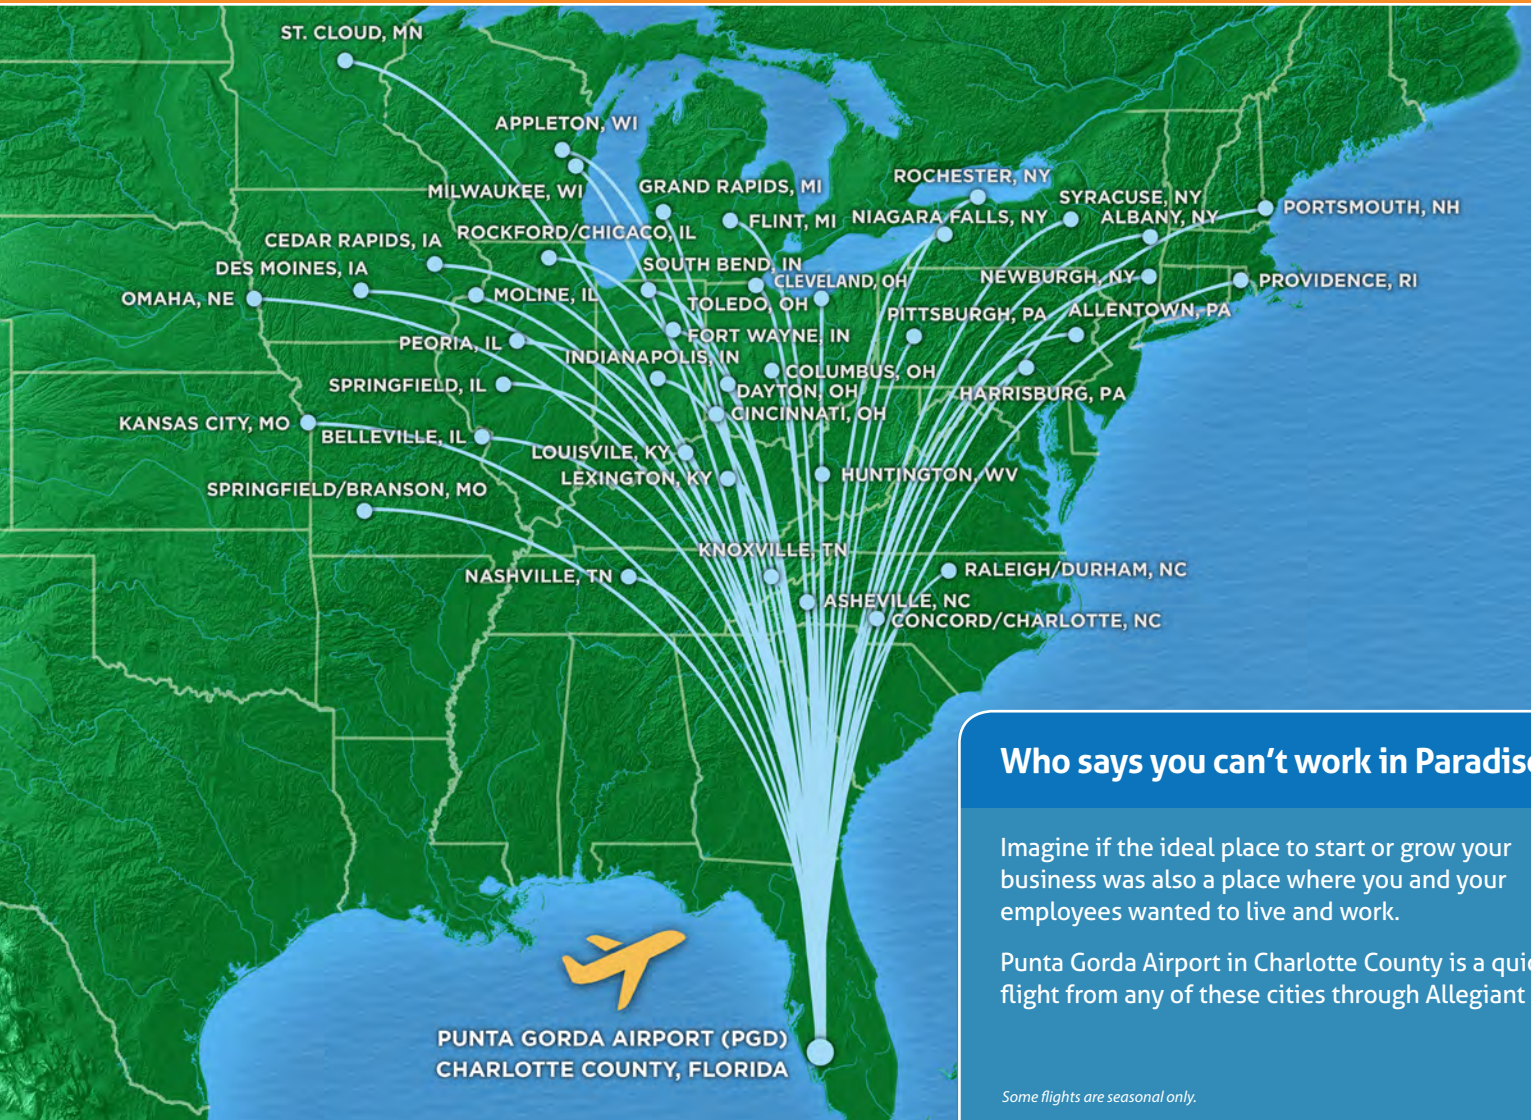 ST. CLOUD, MN
APPLETON, WI
MILWAUKEE, WI
GRAND RAPIDS, MI
ROCHESTER, NY
SYRACUSE, NY
FLINT, MI
NIAGARA FALLS, NY
ALBANY, NY
PORTSMOUTH, NH
CEDAR RAPIDS, IA
ROCKFORD/CHICACO, IL
DES MOINES, IA
SOUTH BEND, IN
CLEVELAND, OH
NEWBURGH, NY
PROVIDENCE, RI
OMAHA, NE
MOLINE, IL
TOLEDO, OH
PITTSBURGH, PA
ALLENTOWN, PA
PEORIA, IL
FORT WAYNE, IN
INDIANAPOLIS, IN
COLUMBUS, OH
SPRINGFIELD, IL
DAYTON, OH
HARRISBURG, PA
CINCINNATI, OH
KANSAS CITY, MO
BELLEVILLE, IL
LOUISVILE, KY
LEXINGTON, KY
HUNTINGTON, WV
SPRINGFIELD/BRANSON, MO
KNOXVILLE, TN
NASHVILLE, TN
RALEIGH/DURHAM, NC
ASHEVILLE, NC
CONCORD/CHARLOTTE, NC
Who says you can't work in Paradise
Imagine if the ideal place to start or grow your
business was also a place where you and your
employees wanted to live and work.
Punta Gorda Airport in Charlotte County is a quic
flight from any of these cities through Allegiant
Some flights are seasonal only.
PUNTA GORDA AIRPORT (PGD)
CHARLOTTE COUNTY, FLORIDA